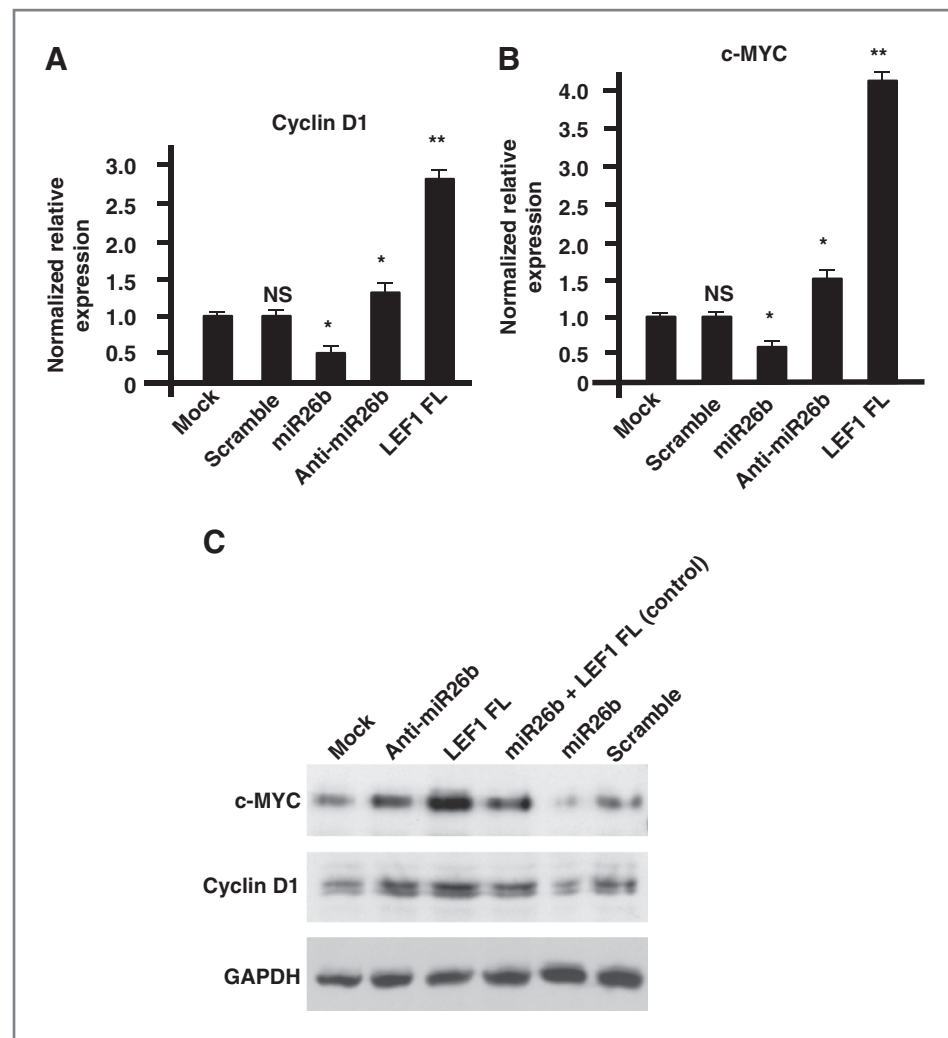 A
Cyclin D1
Normalized relative
expression
3.0
2.5
2.0
1.5
1.0
0.5
0
NS
*
*
**
Mock
Scramble
miR26b
Anti-miR26b
LEF1 FL
B
c-MYC
Normalized relative
expression
4.0
3.5
3.0
2.5
2.0
1.5
1.0
0.5
0
NS
*
*
**
Mock
Scramble
miR26b
Anti-miR26b
LEF1 FL
C
Mock
Anti-miR26b
LEF1 FL
miR26b + LEF1 FL (control)
miR26b
Scramble
c-MYC
Cyclin D1
GAPDH